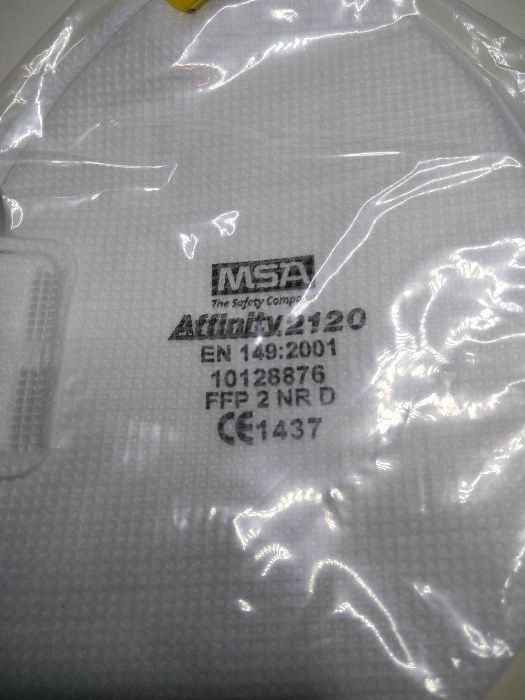 MSA
The Safety Company
Affinity 2120
EN 149:2001
10128876
FFP 2 NR D
CE1437